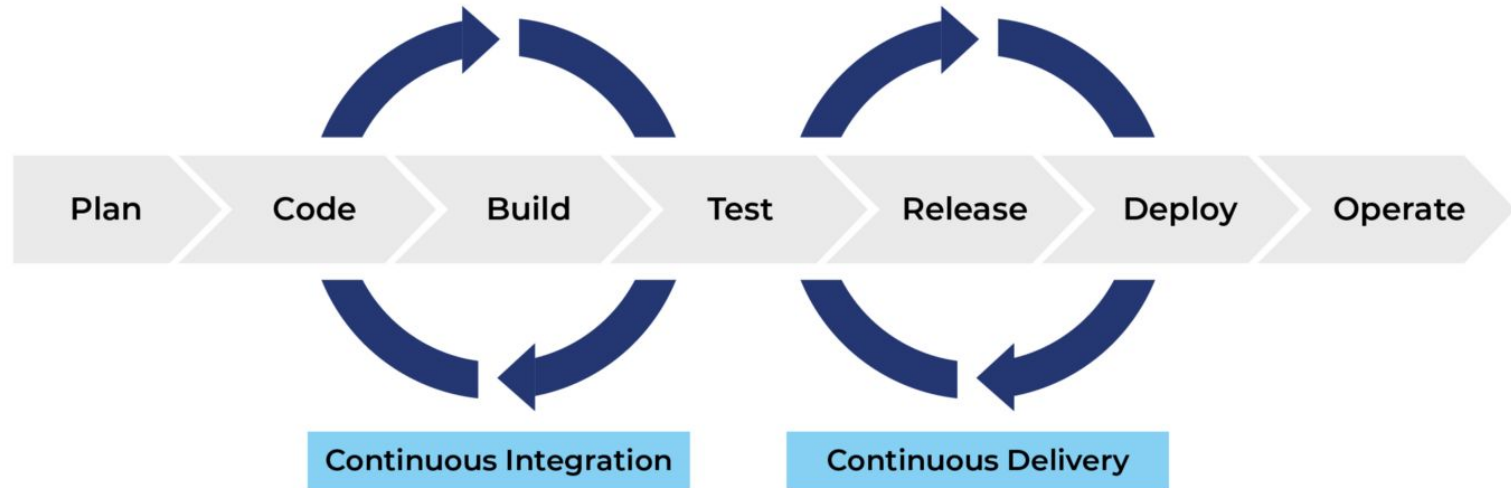 Plan
Code
Build
Test
Release
Deploy
Operate
Continuous Integration
Continuous Delivery